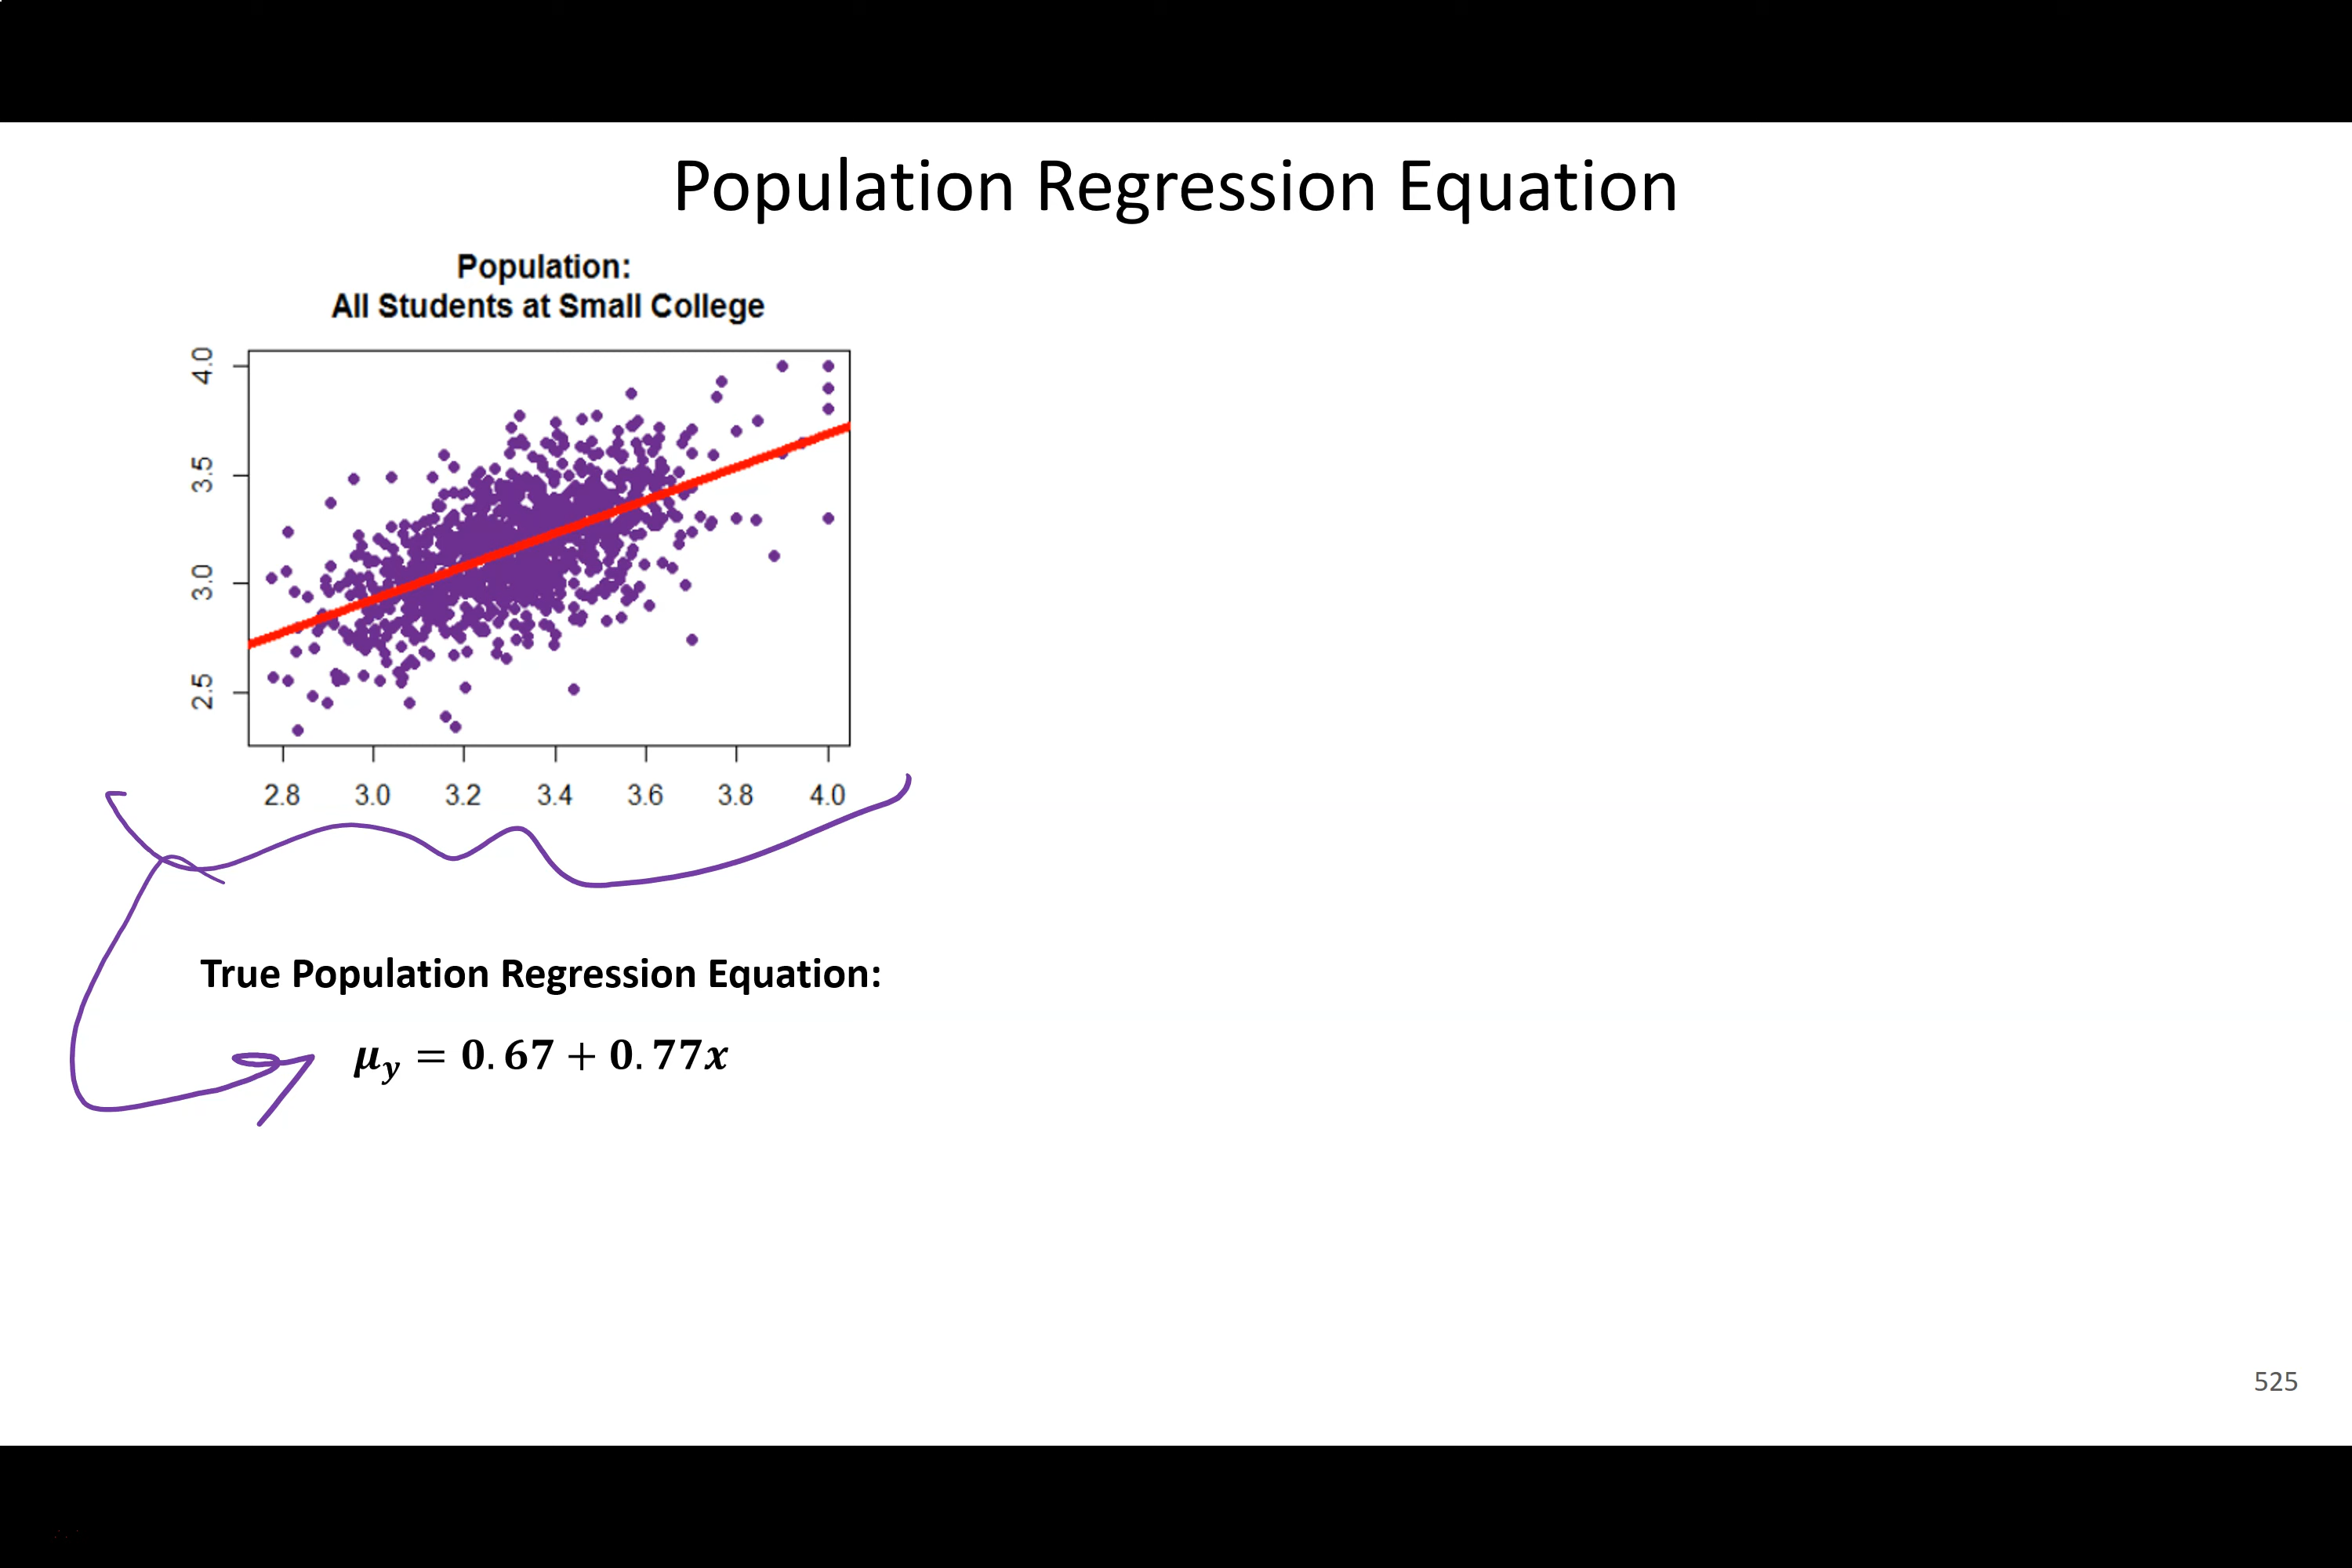 Population Regression Equation
Population:
All Students at Small College
4.0
3.5
3.0
2.5
2.8 3.0 3.2 3.4 3.6 3.8 4.0
True Population Regression Equation:
μ_y = 0.67 + 0.77x
525